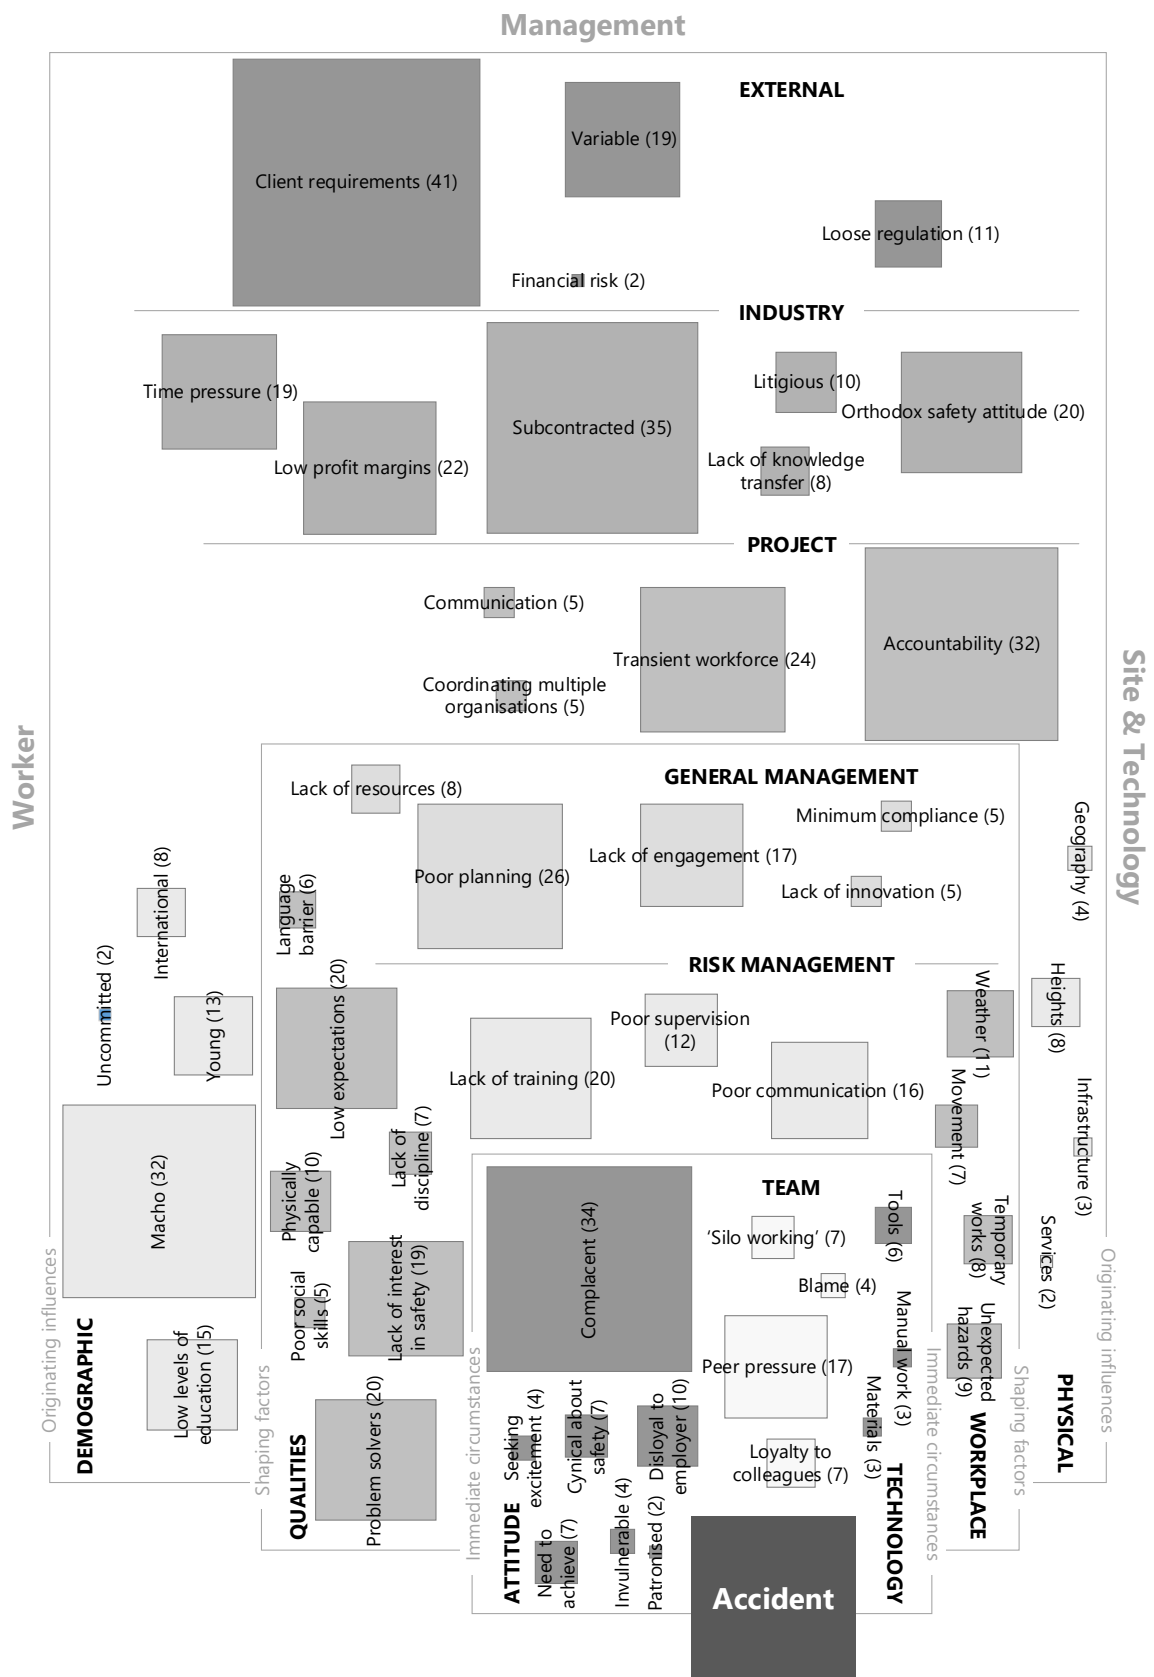 Management
EXTERNAL
Variable (19)
Client requirements (41)
Loose regulation (11)
Financial risk (2)
INDUSTRY
Time pressure (19)
Litigious (10)
Orthodox safety attitude (20)
Subcontracted (35)
Low profit margins (22)
Lack of knowledge
transfer (8)
PROJECT
Communication (5)
Transient workforce (24)
Accountability (32)
Coordinating multiple
organisations (5)
Worker
Site & Technology
GENERAL MANAGEMENT
Lack of resources (8)
Minimum compliance (5)
Lack of engagement (17)
Poor planning (26)
Lack of innovation (5)
Geography (4)
International (8)
Language
barrier (6)
RISK MANAGEMENT
Uncommitted (2)
Young (13)
Low expectations (20)
Poor supervision
(12)
Lack of training (20)
Poor communication (16)
Weather (11)
Heights (8)
Movement (7)
Infrastructure (3)
Macho (32)
Physically
capable (10)
Lack of
discipline (7)
TEAM
Complacent (34)
‘Silo working’ (7)
Tools (6)
Temporary
works (8)
Services (2)
Blame (4)
Poor social
skills (5)
Lack of interest
in safety (19)
Peer pressure (17)
Manual work (3)
Unexpected
hazards (9)
Originating influences
DEMOGRAPHIC
Low levels of
education (15)
Shaping factors
QUALITIES
Problem solvers (20)
Immediate circumstances
Seeking
excitement (4)
Cynical about
safety (7)
Disloyal to
employer (10)
Loyalty to
colleagues (7)
Materials (3)
TECHNOLOGY
Immediate circumstances
WORKPLACE
Shaping factors
PHYSICAL
Originating influences
ATTITUDE
Need to
achieve (7)
Invulnerable (4)
Patronised (2)
Accident